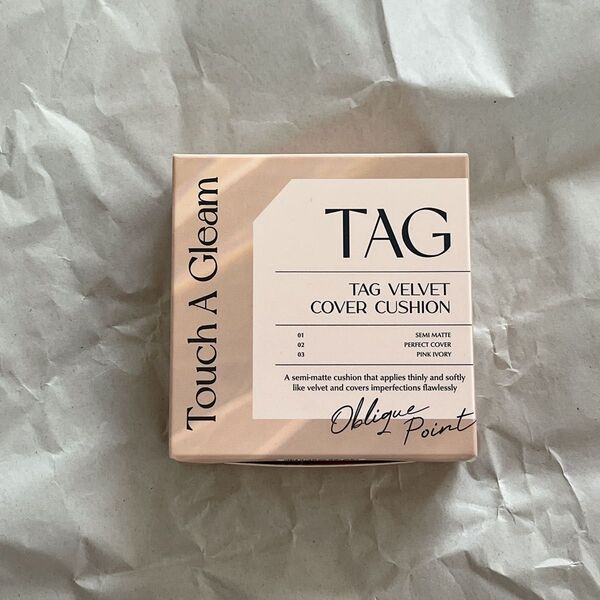 Touch A Gleam
TAG
TAG VELVET
COVER CUSHION
01 SEMI MATTE
02 PERFECT COVER
03 PINK IVORY
A semi-matte cushion that applies thinly and softly
like velvet and covers imperfections flawlessly
Oblique
Point